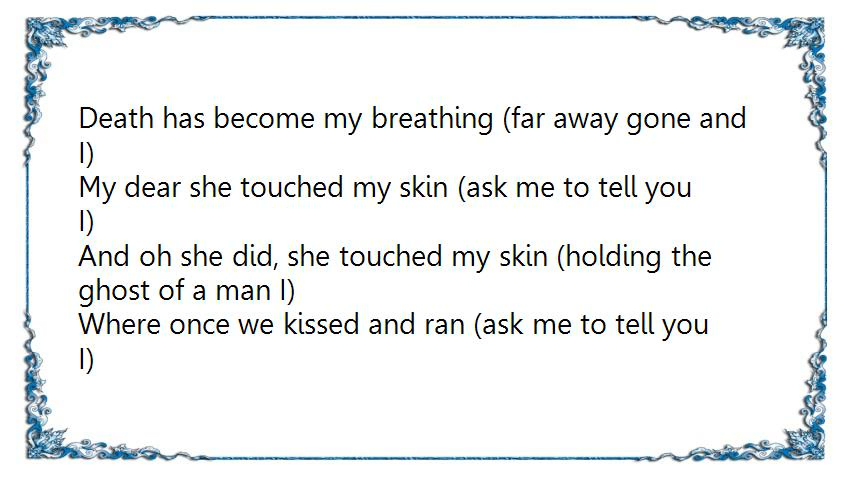 Death has become my breathing (far away gone and
I)
My dear she touched my skin (ask me to tell you
I)
And oh she did, she touched my skin (holding the
ghost of a man I)
Where once we kissed and ran (ask me to tell you
I)